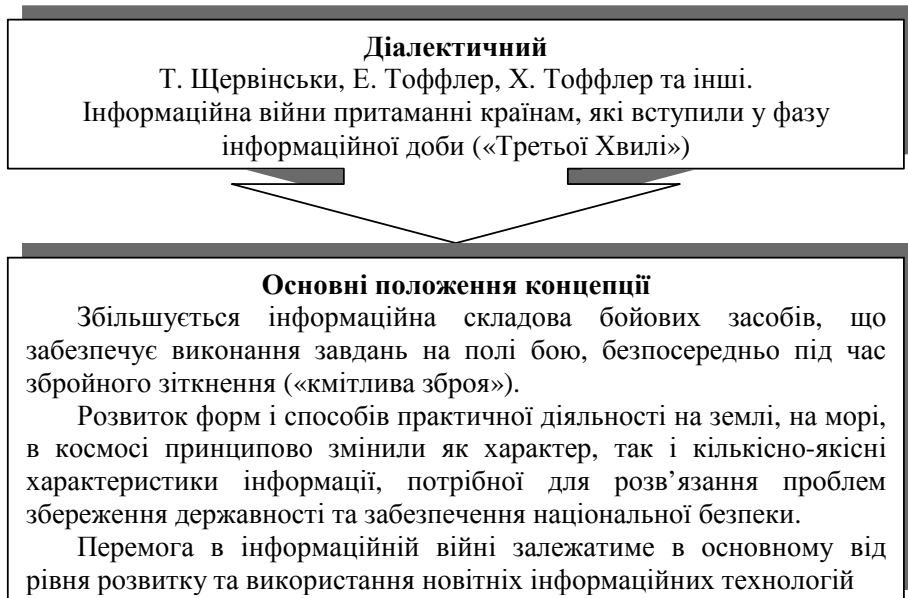 Діалектичний
Т. Щервінськи, Е. Тоффлер, Х. Тоффлер та інші.
Інформаційна війни притаманні країнам, які вступили у фазу
інформаційної доби («Третьої Хвилі»)
Основні положення концепції
Збільшується інформаційна складова бойових засобів, що
забезпечує виконання завдань на полі бою, безпосередньо під час
збройного зіткнення («кмітлива зброя»).
Розвиток форм і способів практичної діяльності на землі, на морі,
в космосі принципово змінили як характер, так і кількісно-якісні
характеристики інформації, потрібної для розв’язання проблем
збереження державності та забезпечення національної безпеки.
Перемога в інформаційній війні залежатиме в основному від
рівня розвитку та використання новітніх інформаційних технологій